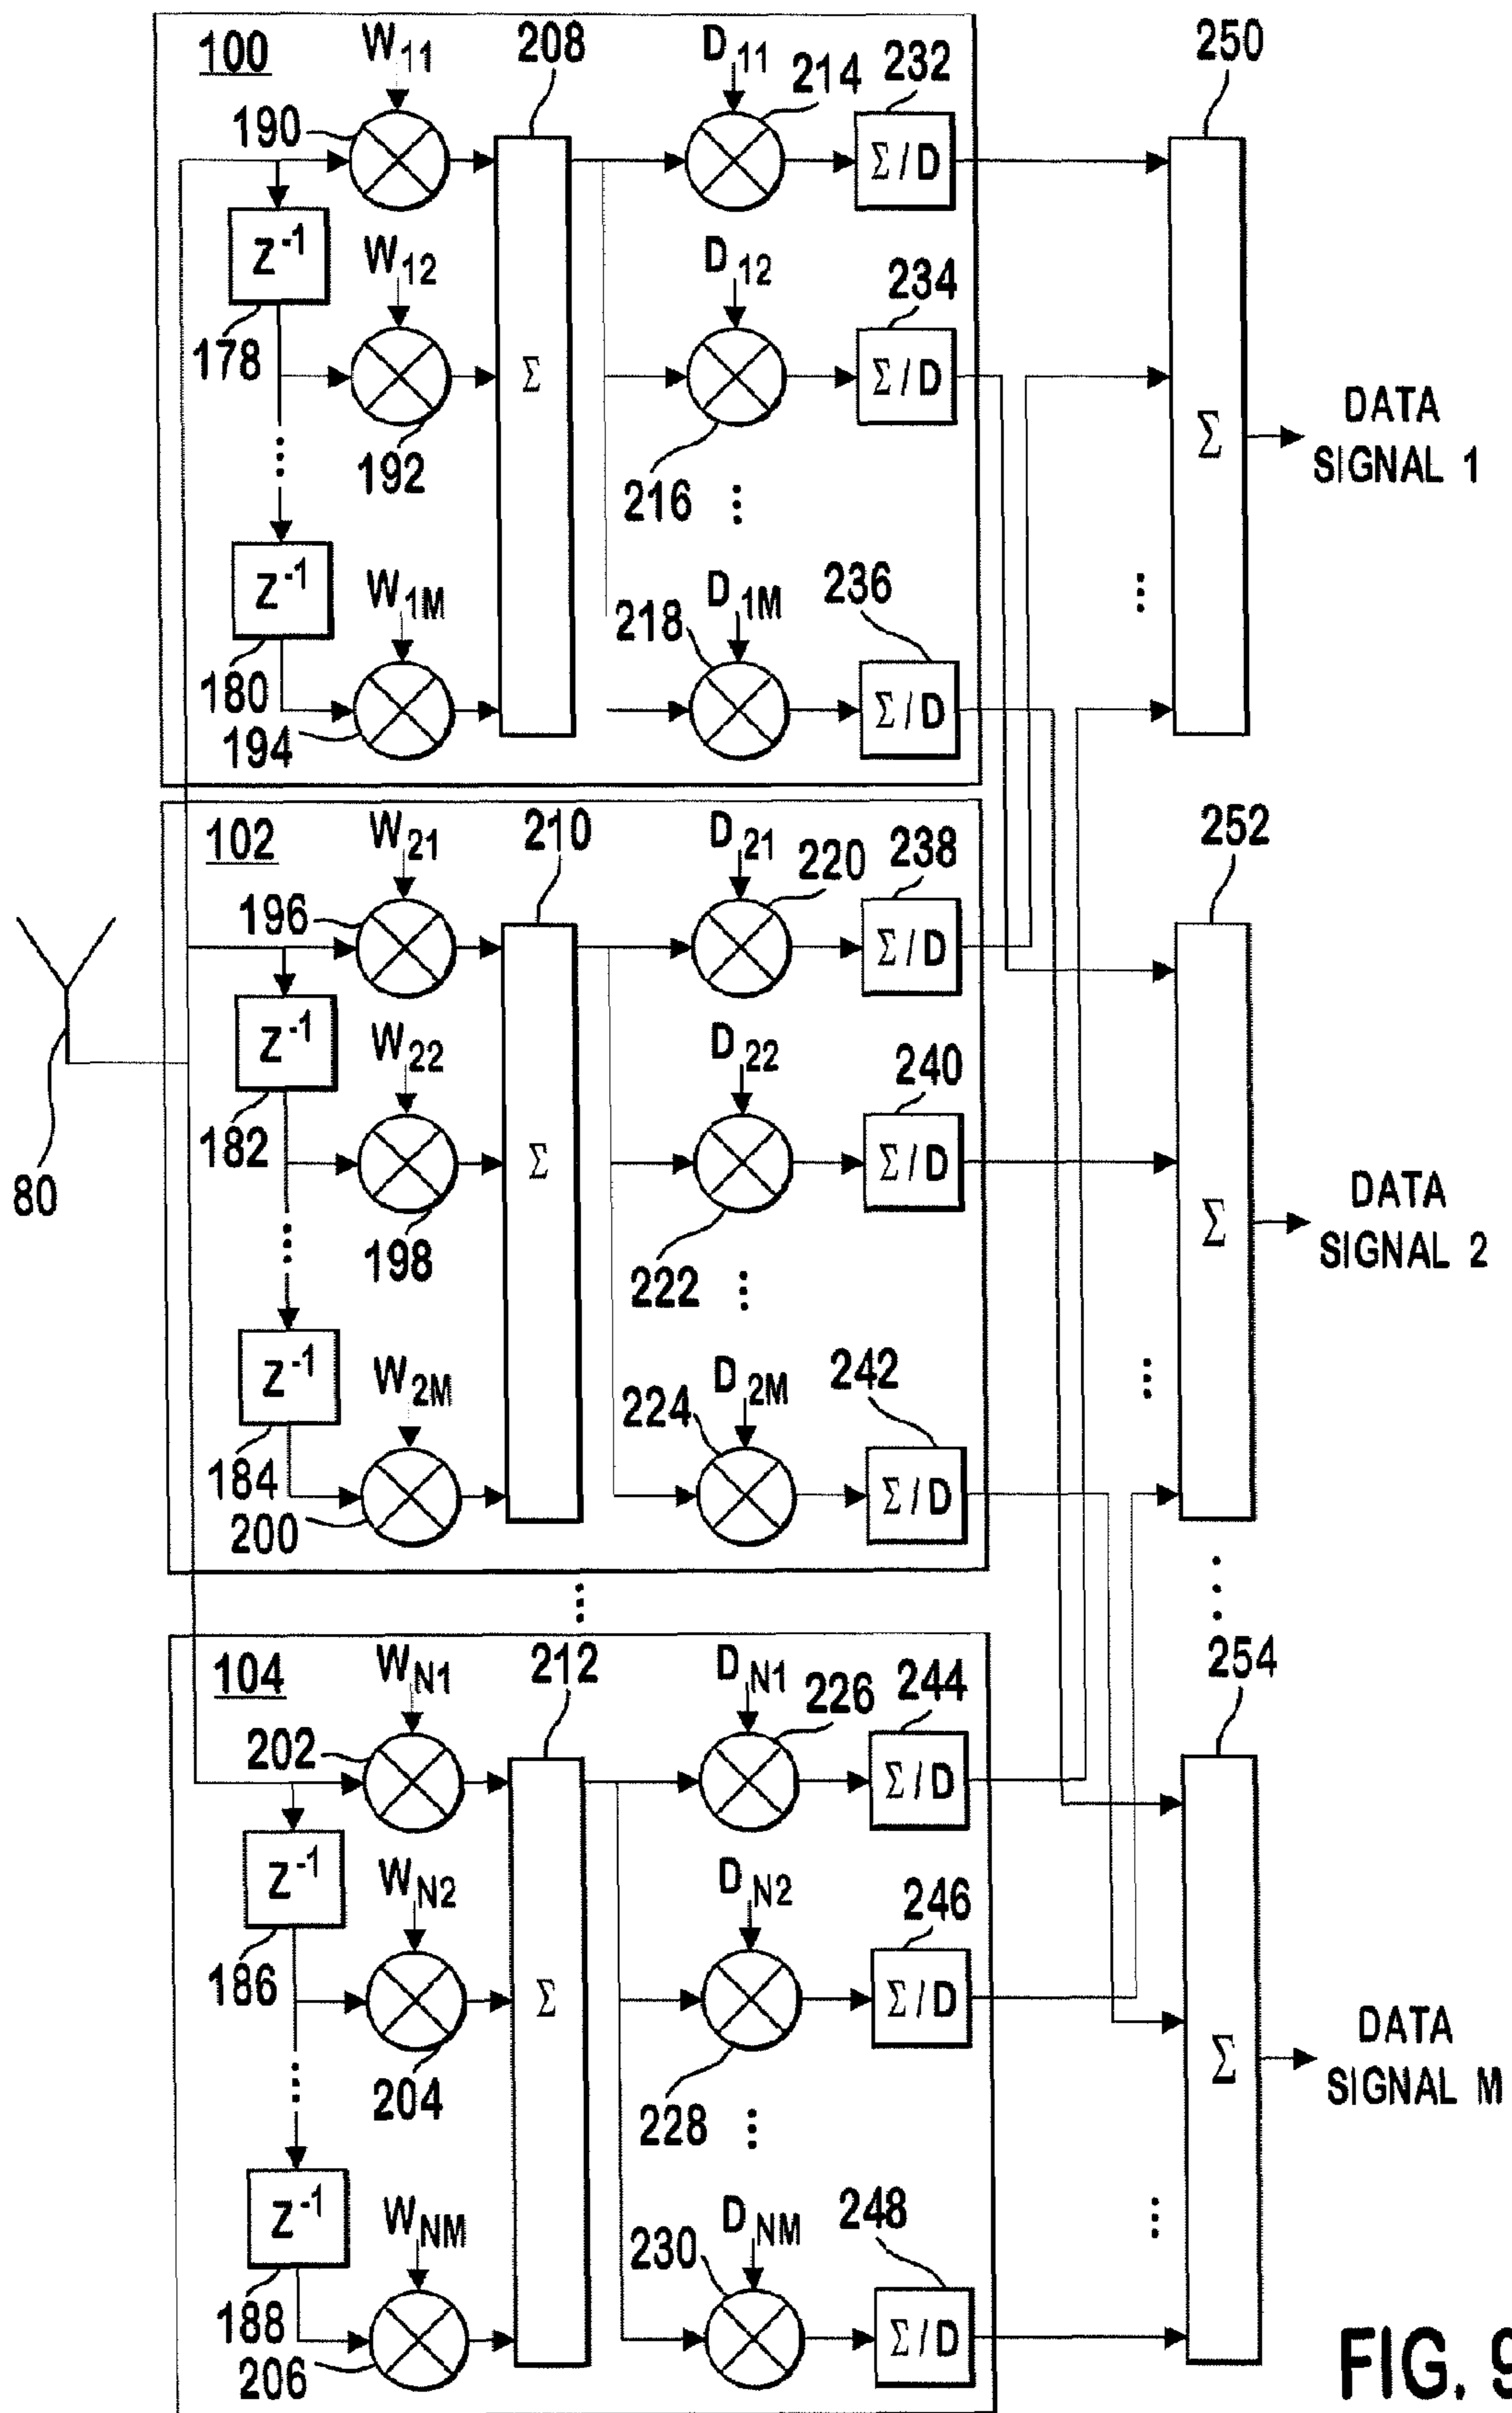 100 W11 208 D11 214 232 250
190 Σ/D
Z-1 W12 D12 234
178 Σ Σ/D DATA
192 216 ... Σ SIGNAL 1
...
Z-1 W1M D1M 236 ...
180 218 Σ/D
194
102 W21 210 D21 220 238 252
196 Σ/D
Z-1 W22 D22 240
182 Σ Σ/D DATA
80 198 222 ... Σ SIGNAL 2
...
Z-1 W2M D2M 242 ...
184 224 Σ/D
200
... ...
104 WN1 212 DN1 226 244 254
202 Σ/D
Z-1 WN2 DN2 246
186 Σ Σ/D DATA
204 228 ... Σ SIGNAL M
...
Z-1 WNM DNM 248 ...
188 230 Σ/D
206
FIG. 9